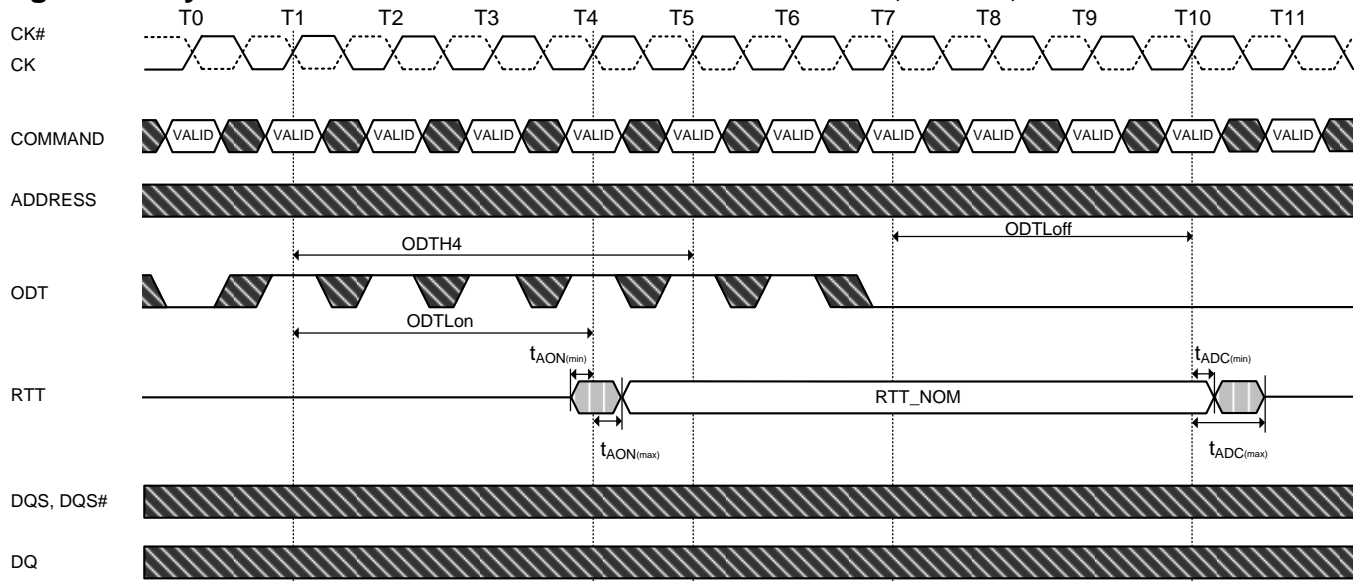 T0 T1 T2 T3 T4 T5 T6 T7 T8 T9 T10 T11
CK#
CK
COMMAND
VALID VALID VALID VALID VALID VALID VALID VALID VALID VALID VALID VALID
ADDRESS
ODTLoff
ODTH4
ODT
ODTLon
tAON(min)
tADC(min)
RTT
RTT_NOM
tAON(max)
tADC(max)
DQS, DQS#
DQ